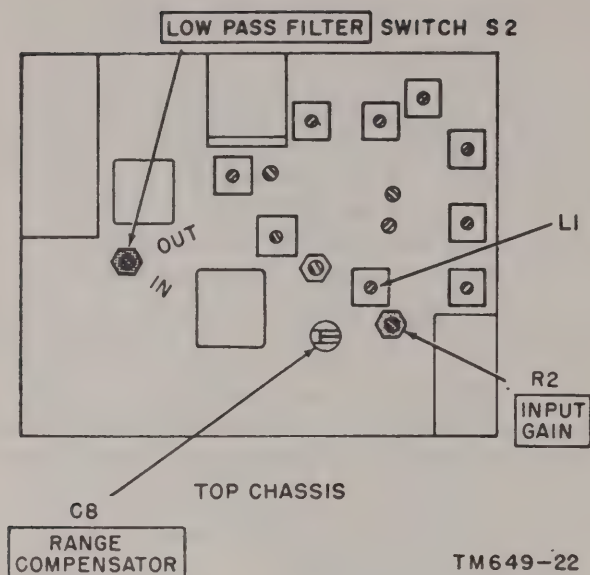 LOW PASS FILTER SWITCH S2
OUT
IN
L1
R2
INPUT
GAIN
TOP CHASSIS
C8
RANGE
COMPENSATOR
TM649-22